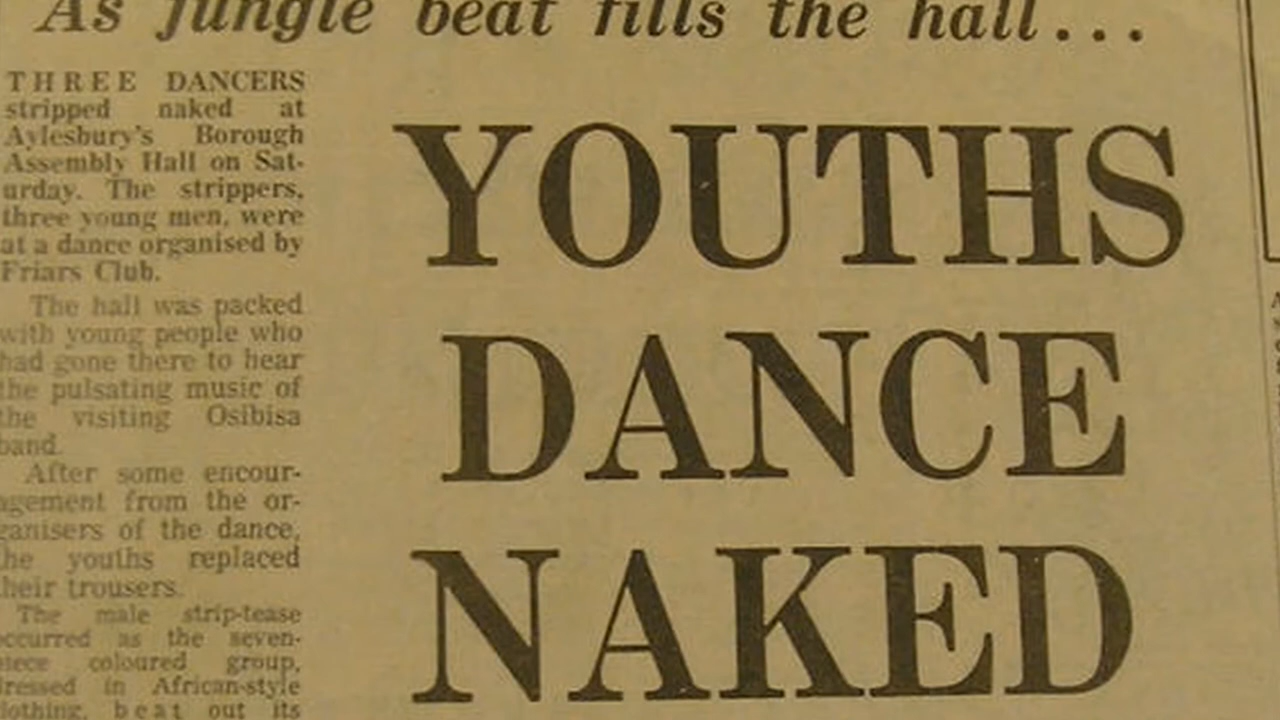 As jungle beat fills the hall...
THREE DANCERS
stripped naked at
Aylesbury's Borough
Assembly Hall on Sat-
urday. The strippers,
three young men, were
at a dance organised by
Friars Club.
The hall was packed
with young people who
had gone there to hear
the pulsating music of
the visiting Osibisa
band.
After some encour-
agement from the or-
ganisers of the dance,
the youths replaced
their trousers.
The male strip-tease
occurred as the seven-
piece coloured group,
dressed in African-style
clothing, beat out its
YOUTHS
DANCE
NAKED